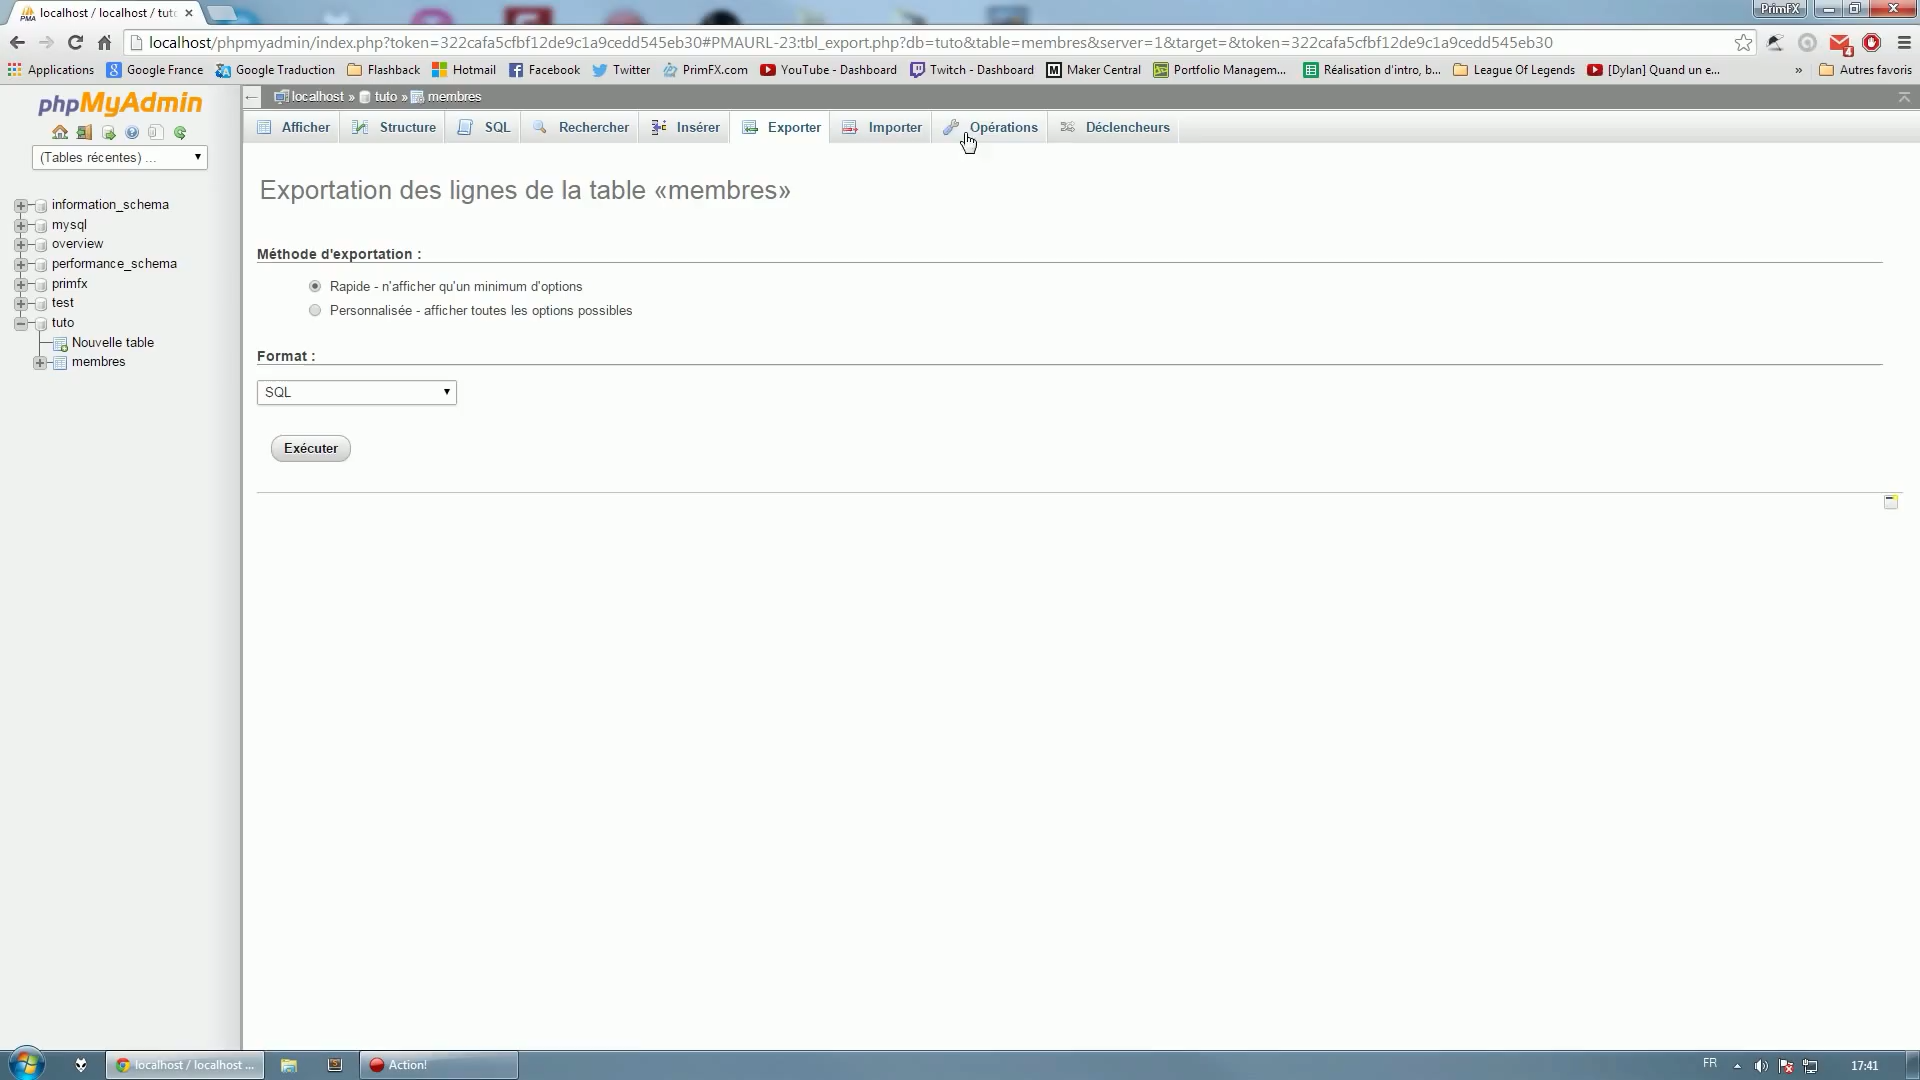 localhost / localhost / tuto
PrimFX
localhost/phpmyadmin/index.php?token=322cafa5cfbf12de9c1a9cedd545eb30#PMAURL-23:tbl_export.php?db=tuto&table=membres&server=1&target=&token=322cafa5cfbf12de9c1a9cedd545eb30
4
Applications Google France Google Traduction Flashback Hotmail Facebook Twitter PrimFX.com YouTube - Dashboard Twitch - Dashboard Maker Central Portfolio Managem... Réalisation d'intro, b... League Of Legends [Dylan] Quand un e... » Autres favoris
phpMyAdmin
(Tables récentes) ...
information_schema
mysql
overview
performance_schema
primfx
test
tuto
Nouvelle table
membres
localhost » tuto » membres
Afficher Structure SQL Rechercher Insérer Exporter Importer Opérations Déclencheurs
Exportation des lignes de la table «membres»
Méthode d'exportation :
Rapide - n'afficher qu'un minimum d'options
Personnalisée - afficher toutes les options possibles
Format :
SQL
Exécuter
localhost / localhost ... Action! FR 17:41